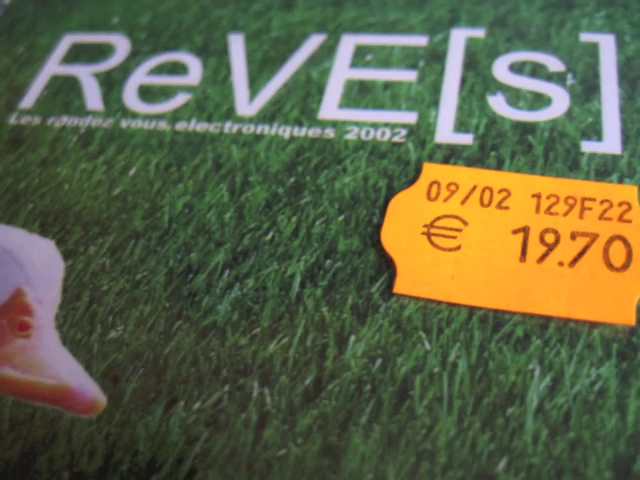 ReVE[s]
Les rendez vous electroniques 2002
09/02 129F22
€ 19.70